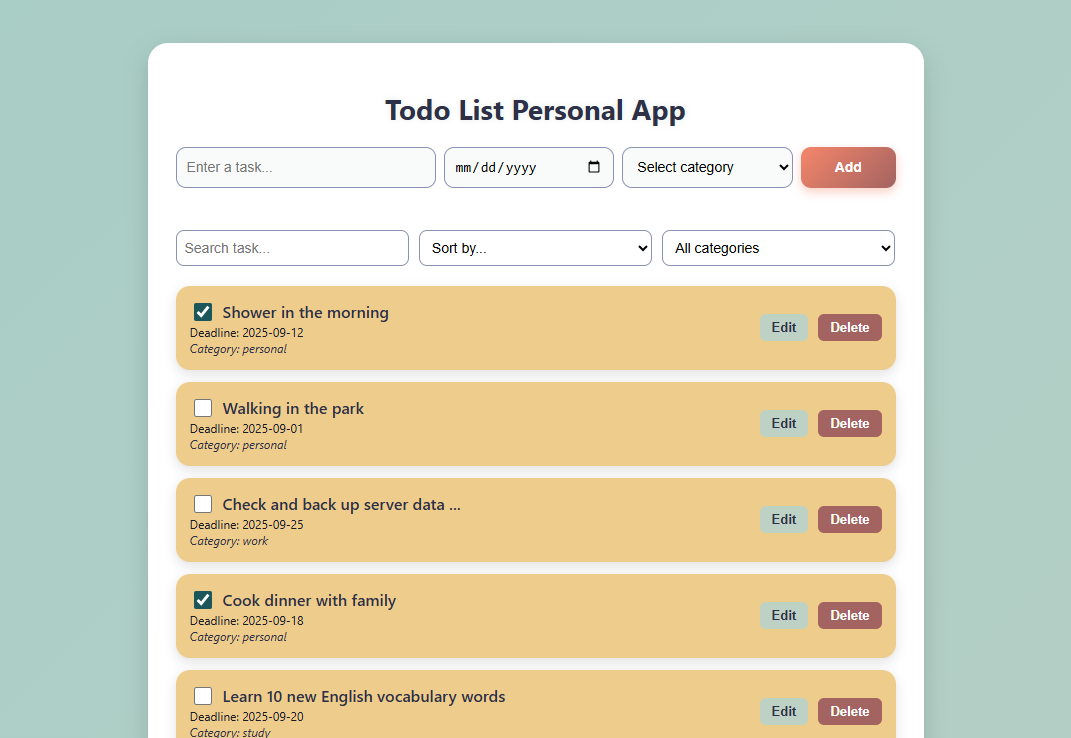 Todo List Personal App
Enter a task... mm/dd/yyyy Select category Add
Search task... Sort by... All categories
Shower in the morning
Deadline: 2025-09-12
Category: personal
Edit Delete
Walking in the park
Deadline: 2025-09-01
Category: personal
Edit Delete
Check and back up server data ...
Deadline: 2025-09-25
Category: work
Edit Delete
Cook dinner with family
Deadline: 2025-09-18
Category: personal
Edit Delete
Learn 10 new English vocabulary words
Deadline: 2025-09-20
Category: study
Edit Delete